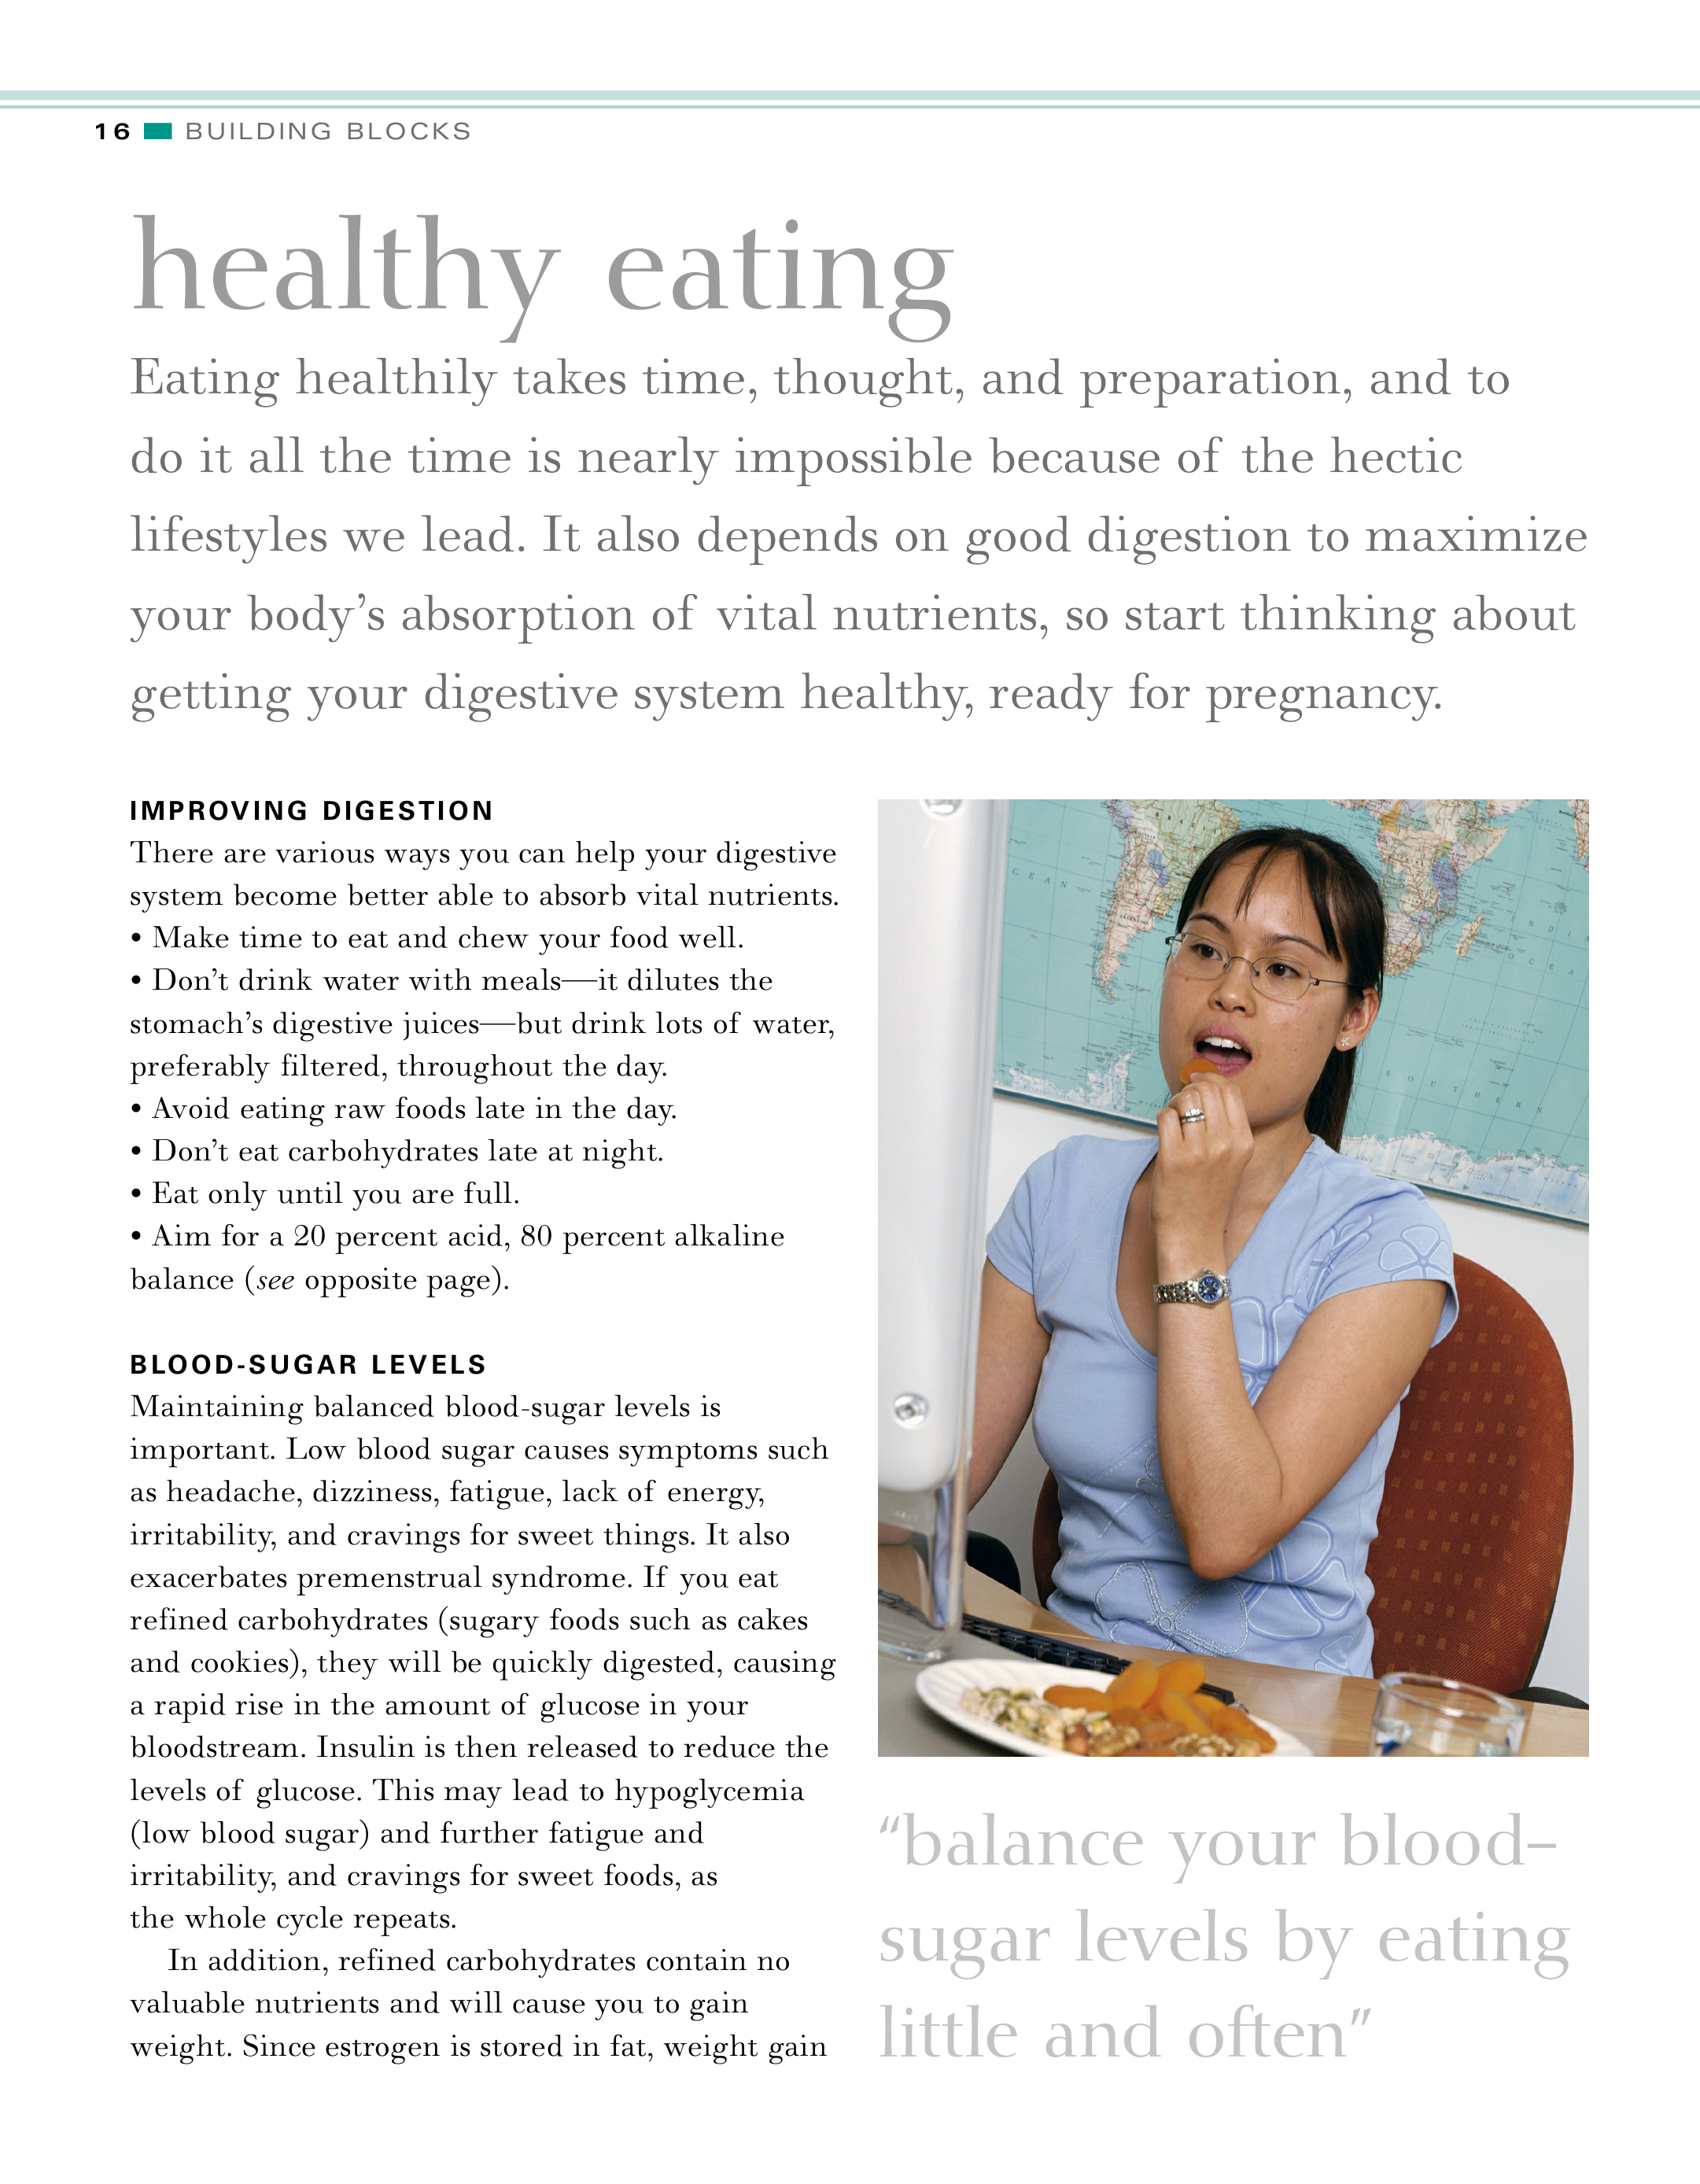 16 BUILDING BLOCKS
healthy eating
Eating healthily takes time, thought, and preparation, and to
do it all the time is nearly impossible because of the hectic
lifestyles we lead. It also depends on good digestion to maximize
your body’s absorption of vital nutrients, so start thinking about
getting your digestive system healthy, ready for pregnancy.
IMPROVING DIGESTION
There are various ways you can help your digestive
system become better able to absorb vital nutrients.
• Make time to eat and chew your food well.
• Don’t drink water with meals—it dilutes the
stomach’s digestive juices—but drink lots of water,
preferably filtered, throughout the day.
• Avoid eating raw foods late in the day.
• Don’t eat carbohydrates late at night.
• Eat only until you are full.
• Aim for a 20 percent acid, 80 percent alkaline
balance (see opposite page).
BLOOD-SUGAR LEVELS
Maintaining balanced blood-sugar levels is
important. Low blood sugar causes symptoms such
as headache, dizziness, fatigue, lack of energy,
irritability, and cravings for sweet things. It also
exacerbates premenstrual syndrome. If you eat
refined carbohydrates (sugary foods such as cakes
and cookies), they will be quickly digested, causing
a rapid rise in the amount of glucose in your
bloodstream. Insulin is then released to reduce the
levels of glucose. This may lead to hypoglycemia
(low blood sugar) and further fatigue and
irritability, and cravings for sweet foods, as
the whole cycle repeats.
In addition, refined carbohydrates contain no
valuable nutrients and will cause you to gain
weight. Since estrogen is stored in fat, weight gain
BRAZIL
AFRICA
CEAN
INDIA
OCEA
SOUTHERN
“balance your blood–
sugar levels by eating
little and often”